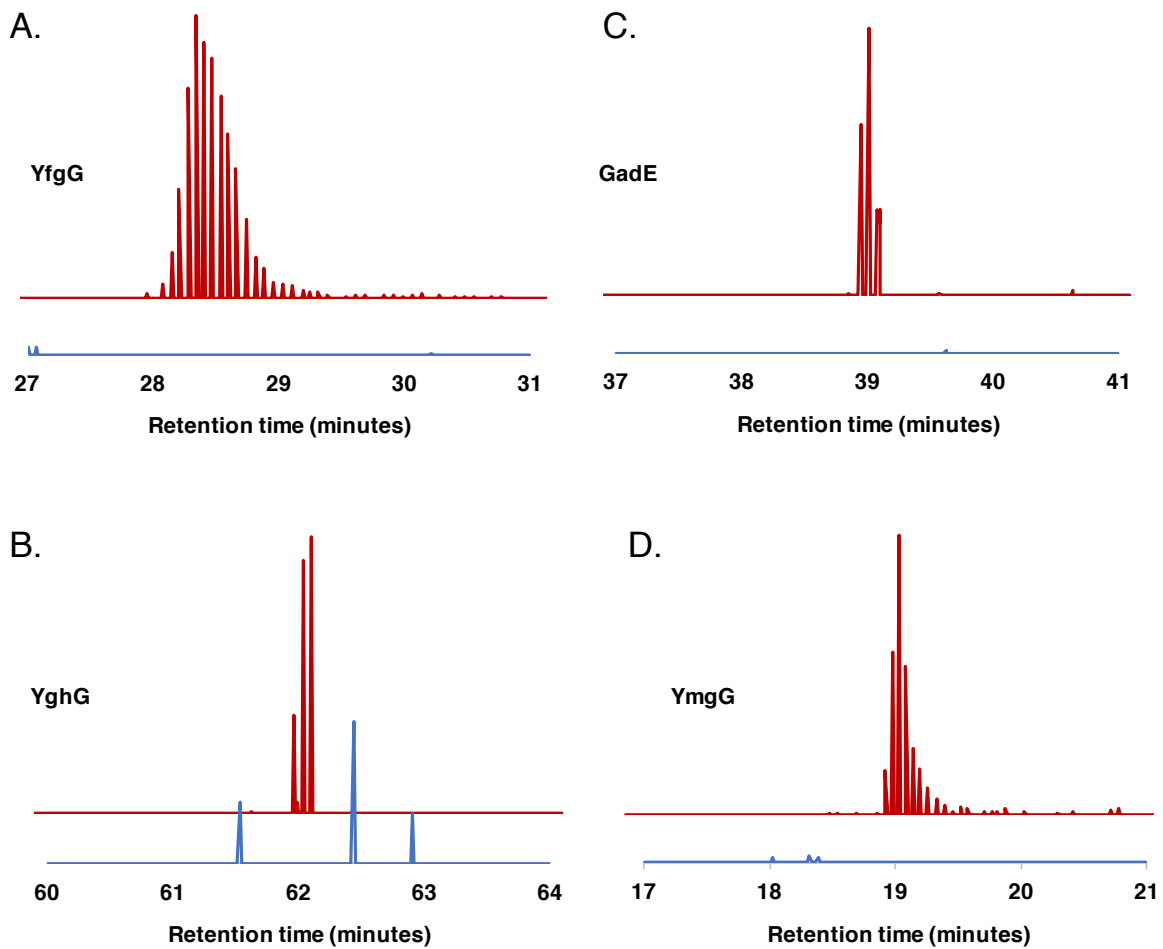 A.
YfgG
27 28 29 30 31
Retention time (minutes)
C.
GadE
37 38 39 40 41
Retention time (minutes)
B.
YghG
60 61 62 63 64
Retention time (minutes)
D.
YmgG
17 18 19 20 21
Retention time (minutes)